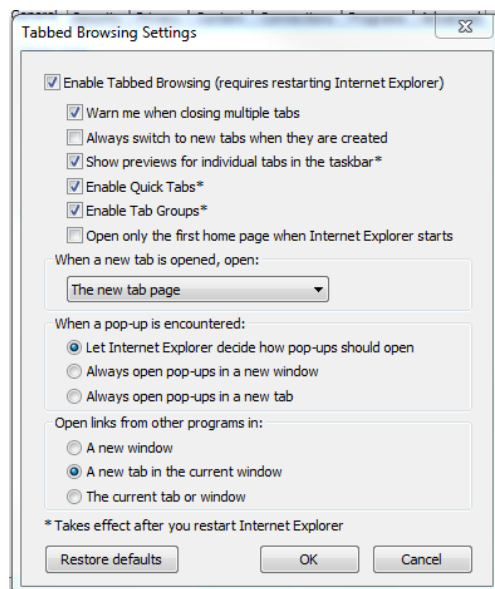 General
Tabbed Browsing Settings
Enable Tabbed Browsing (requires restarting Internet Explorer)
Warn me when closing multiple tabs
Always switch to new tabs when they are created
Show previews for individual tabs in the taskbar*
Enable Quick Tabs*
Enable Tab Groups*
Open only the first home page when Internet Explorer starts
When a new tab is opened, open:
The new tab page
When a pop-up is encountered:
Let Internet Explorer decide how pop-ups should open
Always open pop-ups in a new window
Always open pop-ups in a new tab
Open links from other programs in:
A new window
A new tab in the current window
The current tab or window
* Takes effect after you restart Internet Explorer
Restore defaults OK Cancel